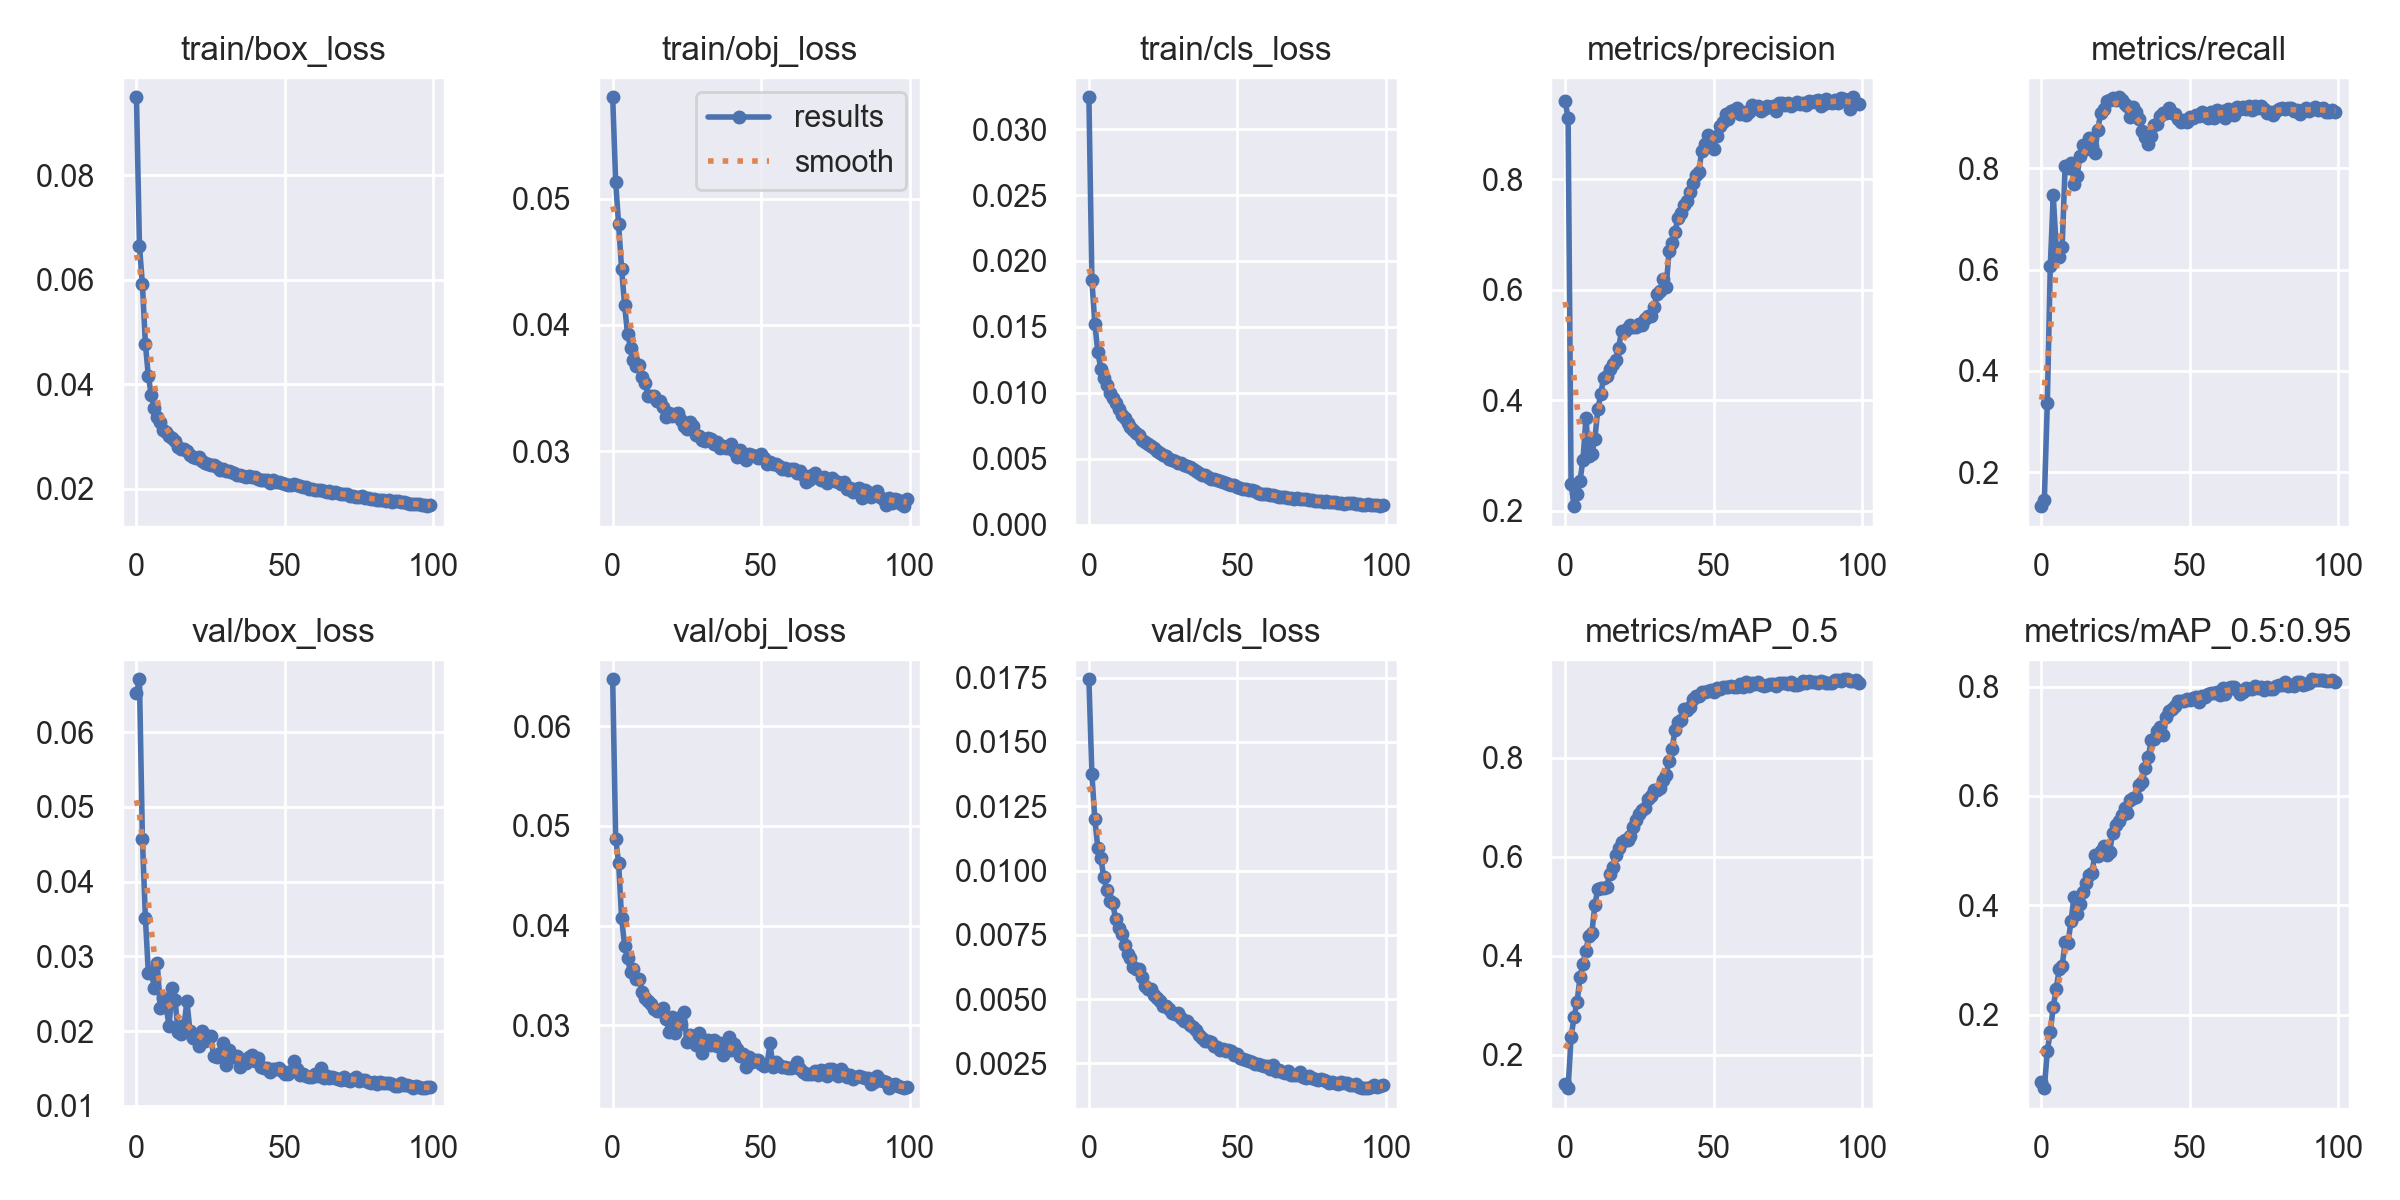 train/box_loss
0.08
0.06
0.04
0.02
0 50 100
train/obj_loss
results
smooth
0.05
0.04
0.03
0 50 100
train/cls_loss
0.030
0.025
0.020
0.015
0.010
0.005
0.000
0 50 100
metrics/precision
0.8
0.6
0.4
0.2
0 50 100
metrics/recall
0.8
0.6
0.4
0.2
0 50 100
val/box_loss
0.06
0.05
0.04
0.03
0.02
0.01
0 50 100
val/obj_loss
0.06
0.05
0.04
0.03
0 50 100
val/cls_loss
0.0175
0.0150
0.0125
0.0100
0.0075
0.0050
0.0025
0 50 100
metrics/mAP_0.5
0.8
0.6
0.4
0.2
0 50 100
metrics/mAP_0.5:0.95
0.8
0.6
0.4
0.2
0 50 100